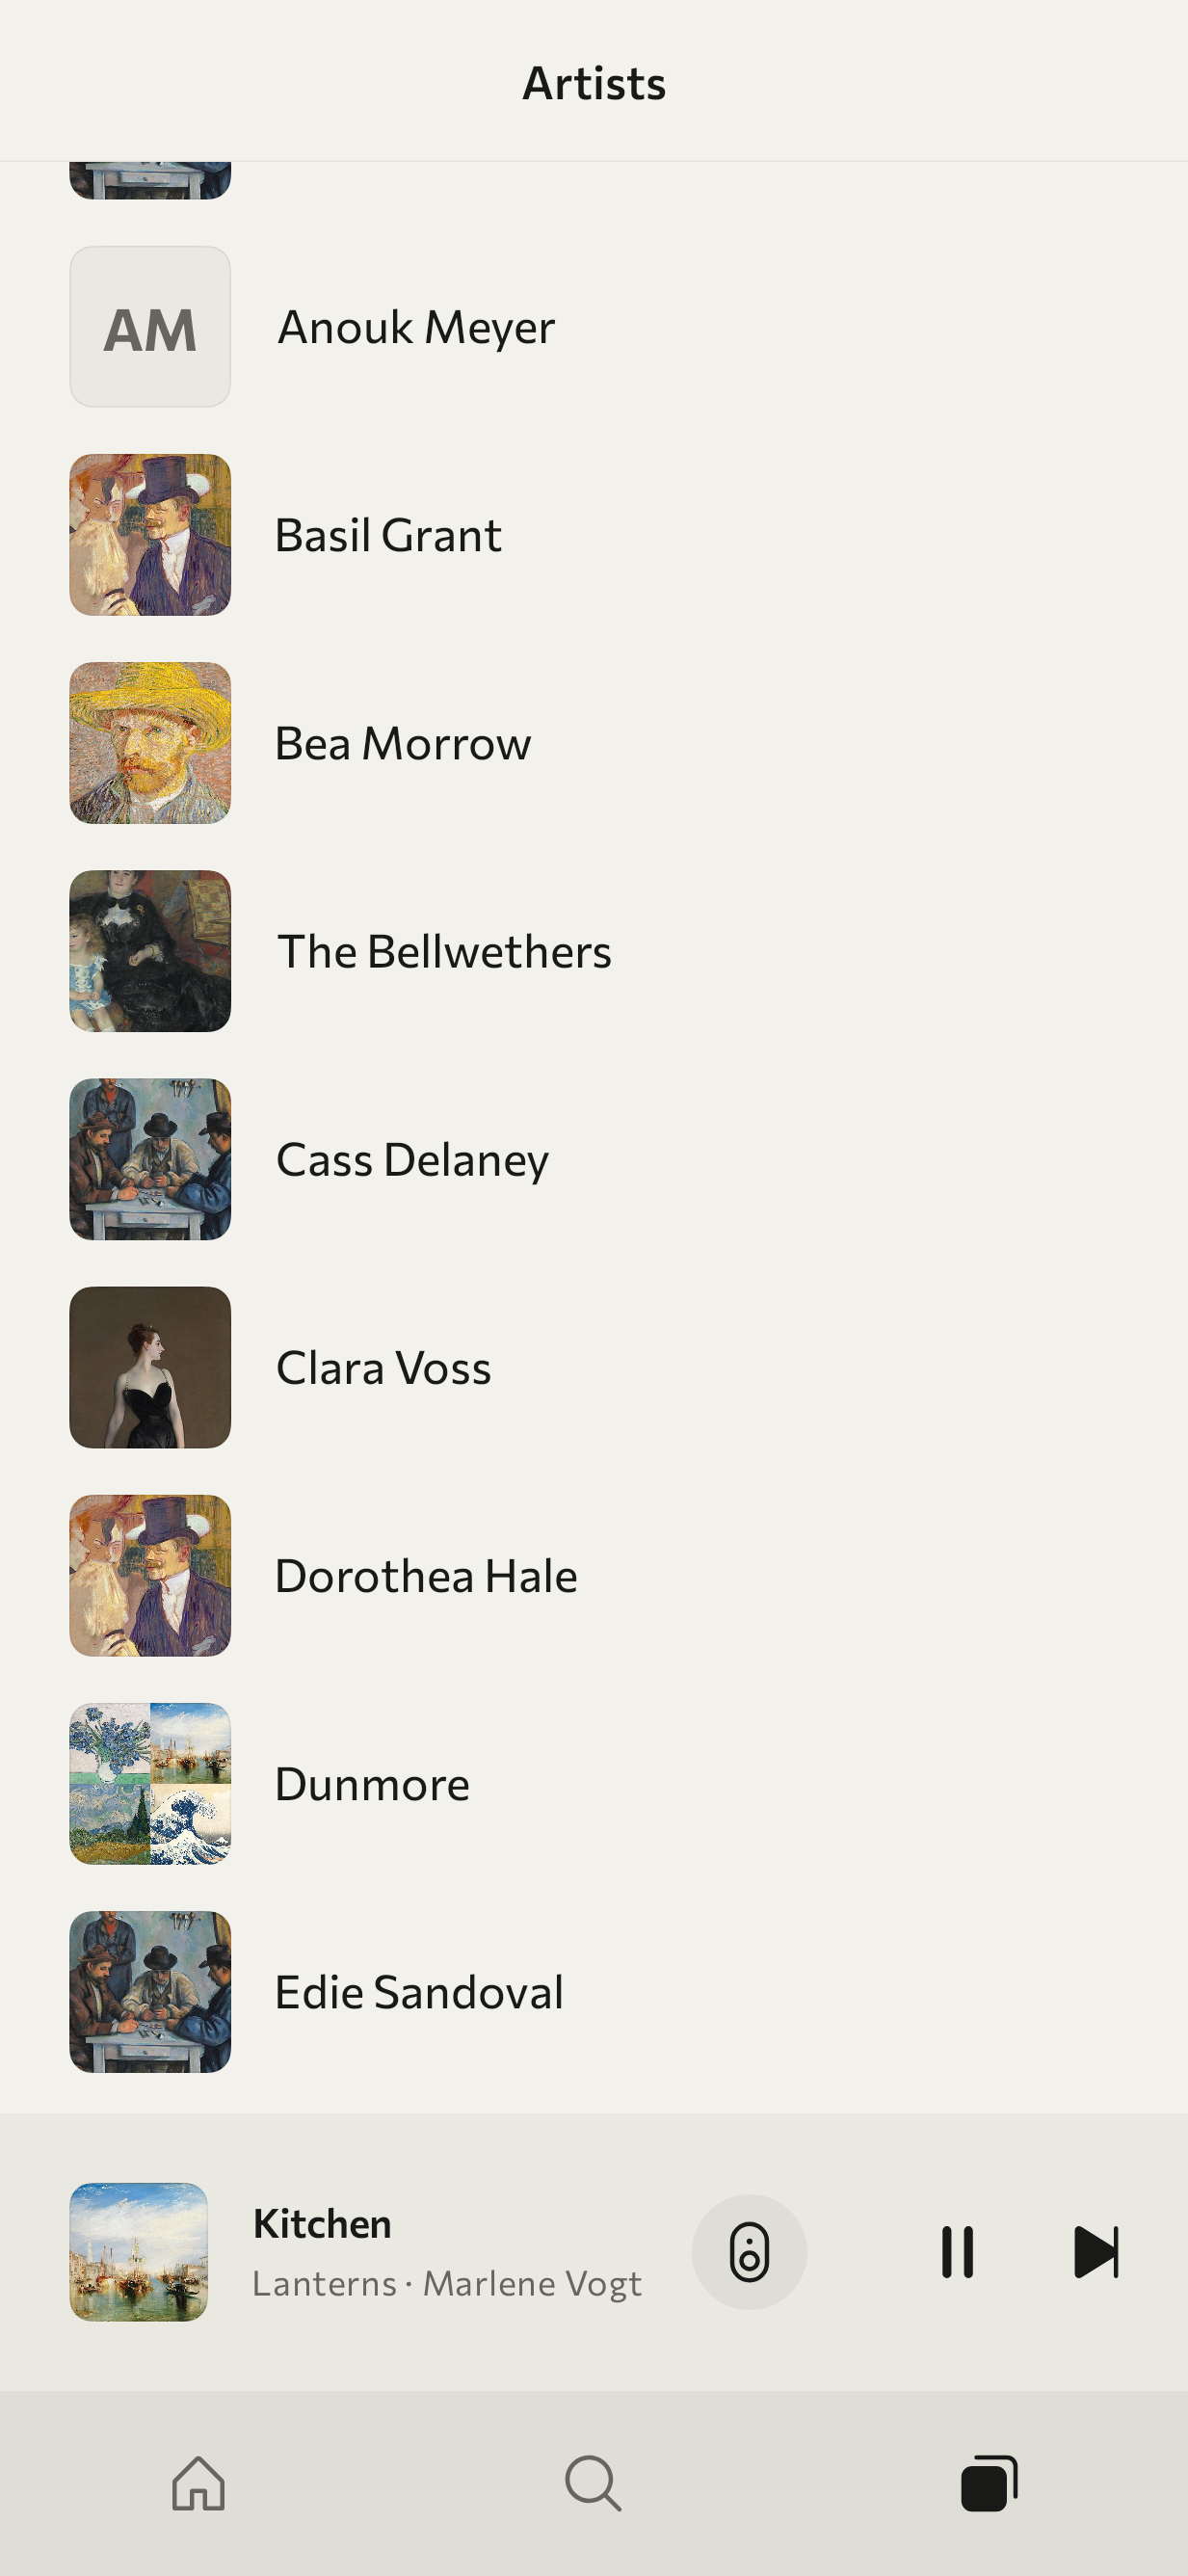 Artists
AM
Anouk Meyer
Basil Grant
Bea Morrow
The Bellwethers
Cass Delaney
Clara Voss
Dorothea Hale
Dunmore
Edie Sandoval
Kitchen
Lanterns · Marlene Vogt